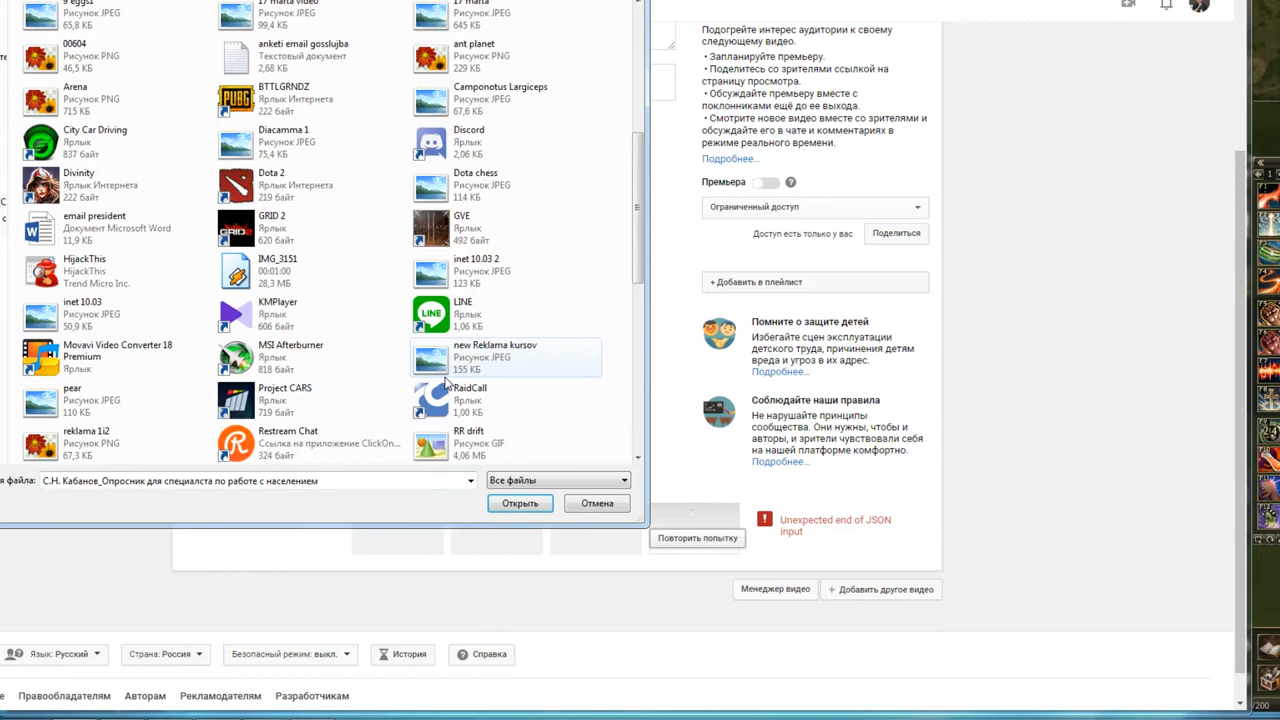 9 eggs1
Рисунок JPEG
65,8 КБ
17 marta video
Рисунок JPEG
99,4 КБ
17 marta
Рисунок JPEG
645 КБ
00604
Рисунок PNG
46,5 КБ
anketi email gosslujba
Текстовый документ
2,68 КБ
ant planet
Рисунок PNG
229 КБ
Arena
Рисунок PNG
715 КБ
BTTLGRNDZ
Ярлык Интернета
222 байт
Camponotus Largiceps
Рисунок JPEG
67,6 КБ
City Car Driving
Ярлык
837 байт
Diacamma 1
Рисунок JPEG
75,4 КБ
Discord
Ярлык
2,06 КБ
Divinity
Ярлык Интернета
222 байт
Dota 2
Ярлык Интернета
219 байт
Dota chess
Рисунок JPEG
114 КБ
email president
Документ Microsoft Word
11,9 КБ
GRID 2
Ярлык
620 байт
GVE
Ярлык
492 байт
HijackThis
HijackThis
Trend Micro Inc.
IMG_3151
00:01:00
28,3 МБ
inet 10.03 2
Рисунок JPEG
123 КБ
inet 10.03
Рисунок JPEG
50,9 КБ
KMPlayer
Ярлык
606 байт
LINE
Ярлык
1,06 КБ
Movavi Video Converter 18
Premium
Ярлык
MSI Afterburner
Ярлык
818 байт
new Reklama kursov
Рисунок JPEG
155 КБ
pear
Рисунок JPEG
110 КБ
Project CARS
Ярлык
719 байт
RaidCall
Ярлык
1,00 КБ
reklama 1i2
Рисунок PNG
67,3 КБ
Restream Chat
Ссылка на приложение ClickOn...
324 байт
RR drift
Рисунок GIF
4,06 МБ
я файла:
С.Н. Кабанов_Опросник для специалста по работе с населением
Все файлы
Открыть
Отмена
Подогрейте интерес аудитории к своему
следующему видео.
• Запланируйте премьеру.
• Поделитесь со зрителями ссылкой на
страницу просмотра.
• Обсуждайте премьеру вместе с
поклонниками ещё до ее выхода.
• Смотрите новое видео вместе со зрителями и
обсуждайте его в чате и комментариях в
режиме реального времени.
Подробнее...
Премьера
Ограниченный доступ
Доступ есть только у вас
Поделиться
+ Добавить в плейлист
Помните о защите детей
Избегайте сцен эксплуатации
детского труда, причинения детям
вреда и угроз в их адрес.
Подробнее...
Соблюдайте наши правила
Не нарушайте принципы
сообщества. Они нужны, чтобы и
авторы, и зрители чувствовали себя
на нашей платформе комфортно.
Подробнее...
Unexpected end of JSON
input
Повторить попытку
Менеджер видео
+ Добавить другое видео
Язык: Русский
Страна: Россия
Безопасный режим: выкл.
История
Справка
Правообладателям
Авторам
Рекламодателям
Разработчикам
1
2/4
/200